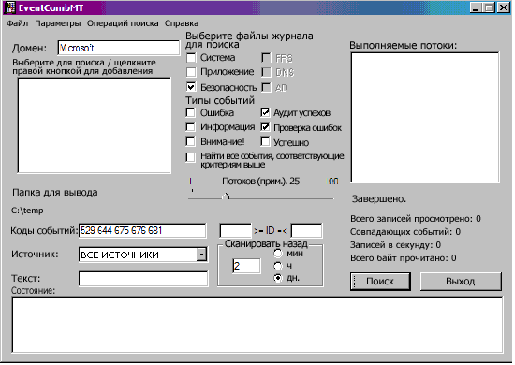 EventCombMT
Файл Параметры Операций поиска Справка
Домен: Microsoft
Выберите для поиска / щелкните
правой кнопкой для добавления
Выберите файлы журнала
для поиска
Система FRS
Приложение DNS
Безопасность AD
Типы событий
Ошибка Аудит успехов
Информация Проверка ошибок
Внимание! Успешно
Найти все события, соответствующие
критериям выше
Потоков (прим.). 25
Выполняемые потоки:
Папка для вывода
C:\temp
Коды событий: 529 644 675 676 681
>= ID =<
Источник: ВСЕ ИСТОЧНИКИ
Текст:
Сканировать назад
2
мин
ч
дн.
Завершено.
Всего записей просмотрено: 0
Совпадающих событий: 0
Записей в секунду: 0
Всего байт прочитано: 0
Поиск Выход
Состояние: